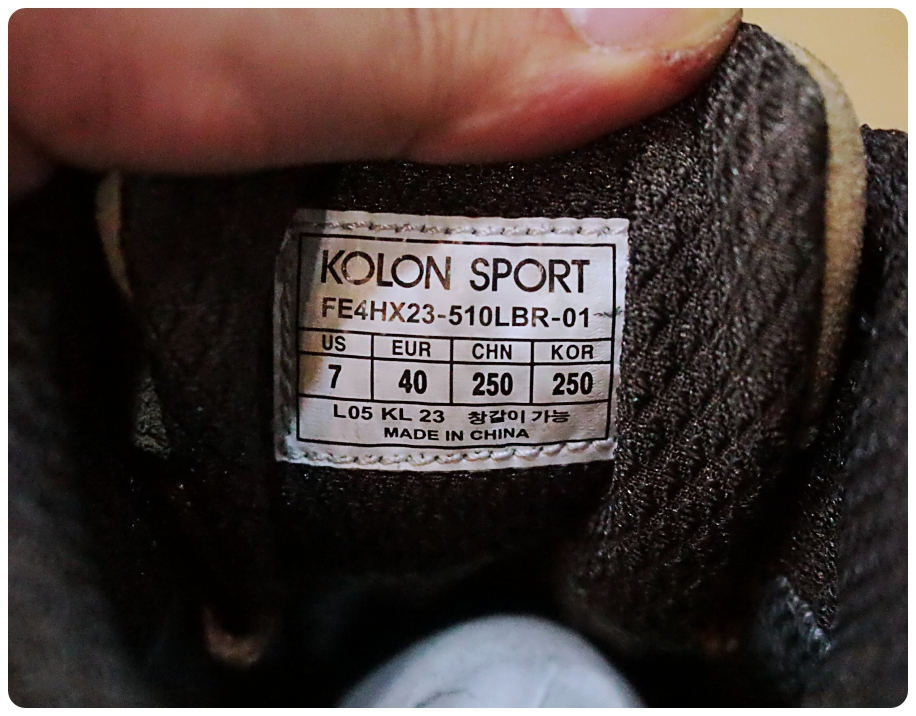 KOLON SPORT
FE4HX23-510LBR-01
US EUR CHN KOR
7 40 250 250
L05 KL 23 창갈이 가능
MADE IN CHINA